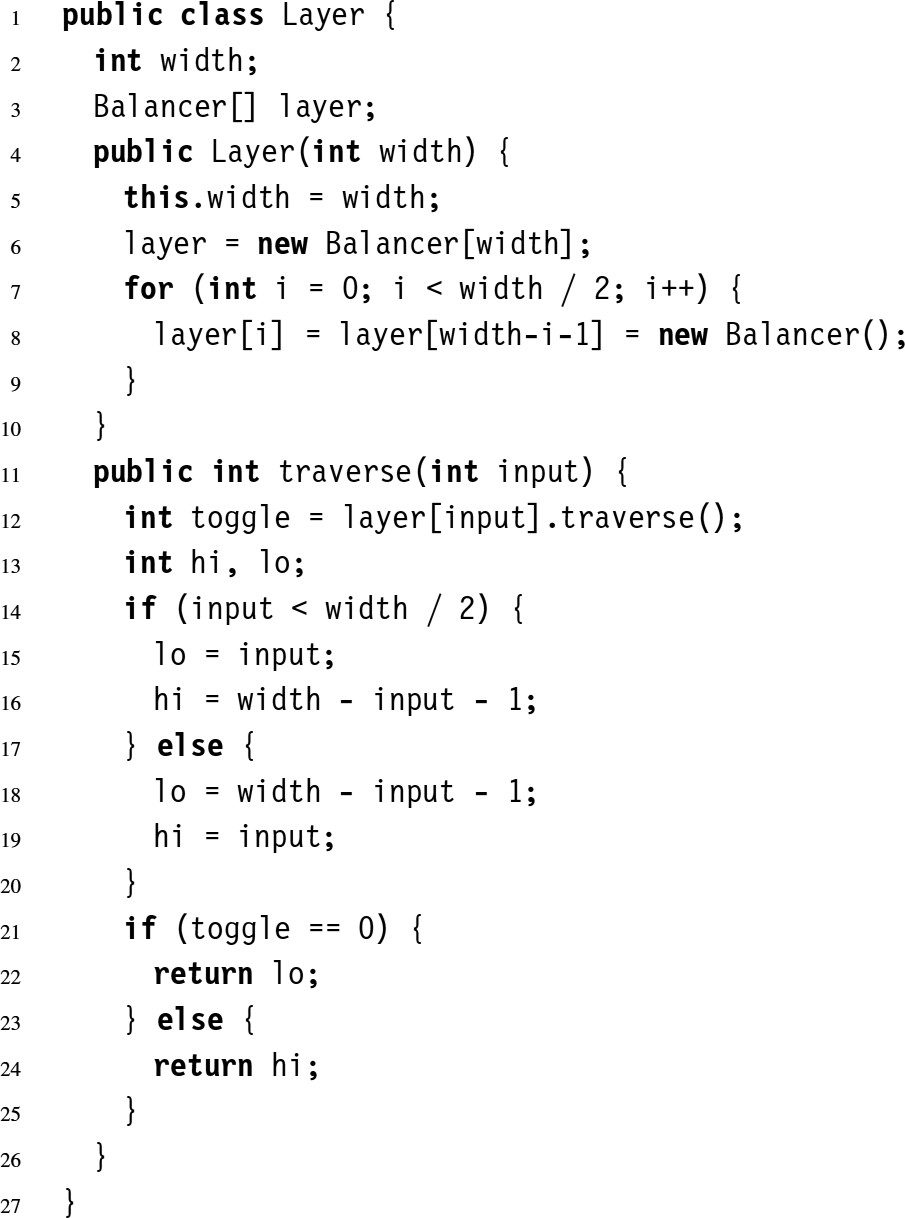 1 public class Layer {
2 int width;
3 Balancer[] layer;
4 public Layer(int width) {
5 this.width = width;
6 layer = new Balancer[width];
7 for (int i = 0; i < width / 2; i++) {
8 layer[i] = layer[width-i-1] = new Balancer();
9 }
10 }
11 public int traverse(int input) {
12 int toggle = layer[input].traverse();
13 int hi, lo;
14 if (input < width / 2) {
15 lo = input;
16 hi = width - input - 1;
17 } else {
18 lo = width - input - 1;
19 hi = input;
20 }
21 if (toggle == 0) {
22 return lo;
23 } else {
24 return hi;
25 }
26 }
27 }